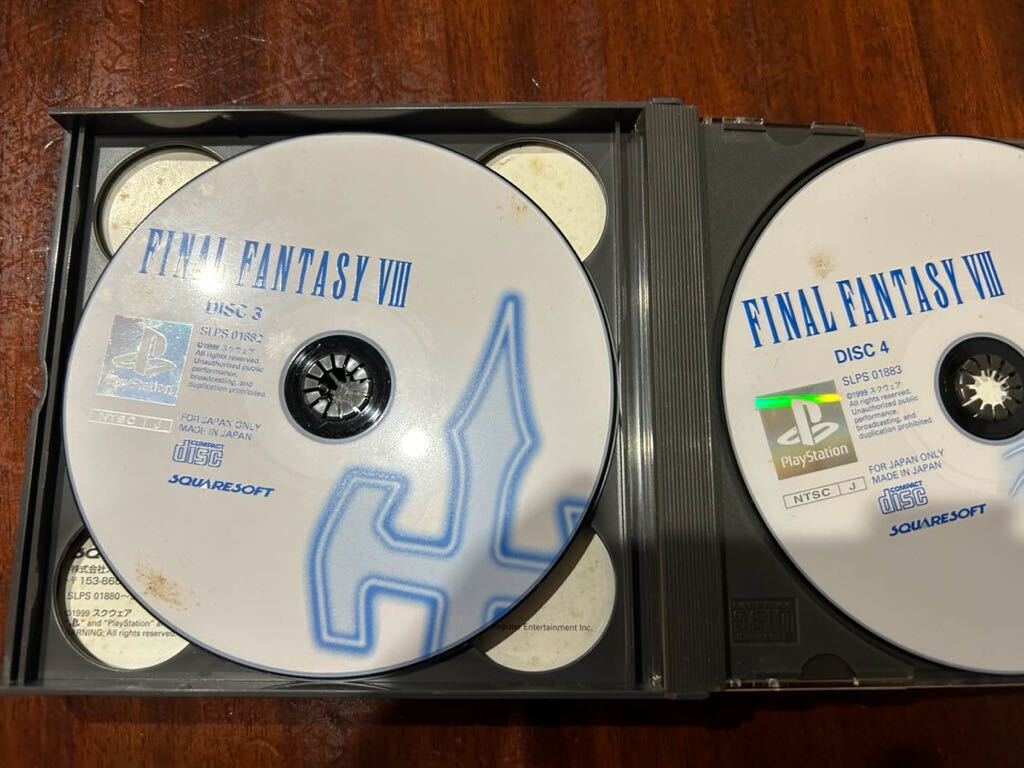 FINAL FANTASY VIII
DISC 3
SLPS 01882
©1999 スクウェア
All rights reserved.
Unauthorized public
performance,
broadcasting, and
duplication prohibited.
PlayStation
NTSC J
FOR JAPAN ONLY
MADE IN JAPAN
COMPACT
disc
SQUARESOFT
株式会社
〒153-
SLPS 01880~
©1999 スクウェア
" and "PlayStation"
WARNING: All rights reserved
Entertainment Inc.
FINAL FANTASY VIII
DISC 4
SLPS 01883
©1999 スクウェア
All rights reserved.
Unauthorized public
performance,
broadcasting, and
duplication prohibited.
PlayStation
NTSC J
FOR JAPAN ONLY
MADE IN JAPAN
COMPACT
disc
SQUARESOFT